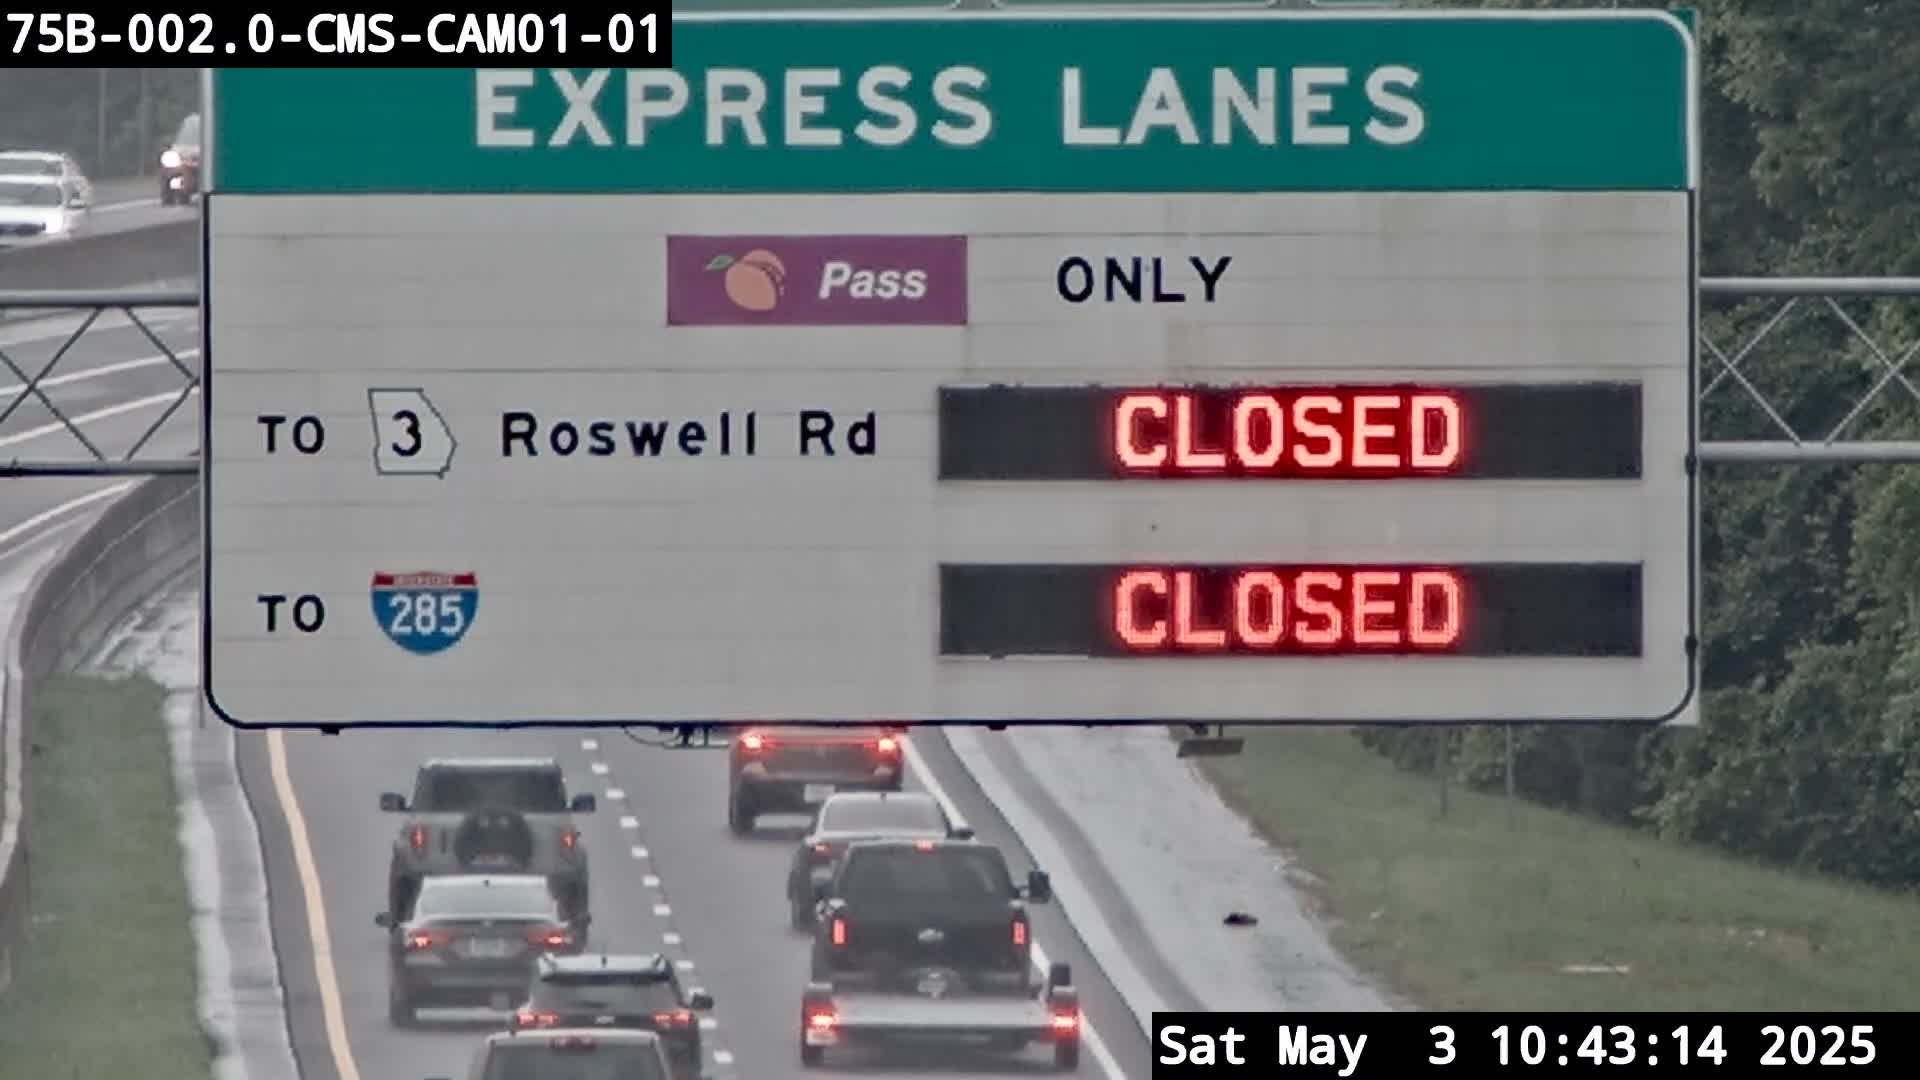 75B-002.0-CMS-CAM01-01
EXPRESS LANES
Pass ONLY
TO 3 Roswell Rd CLOSED
INTERSTATE
TO 285 CLOSED
Sat May 3 10:43:14 2025